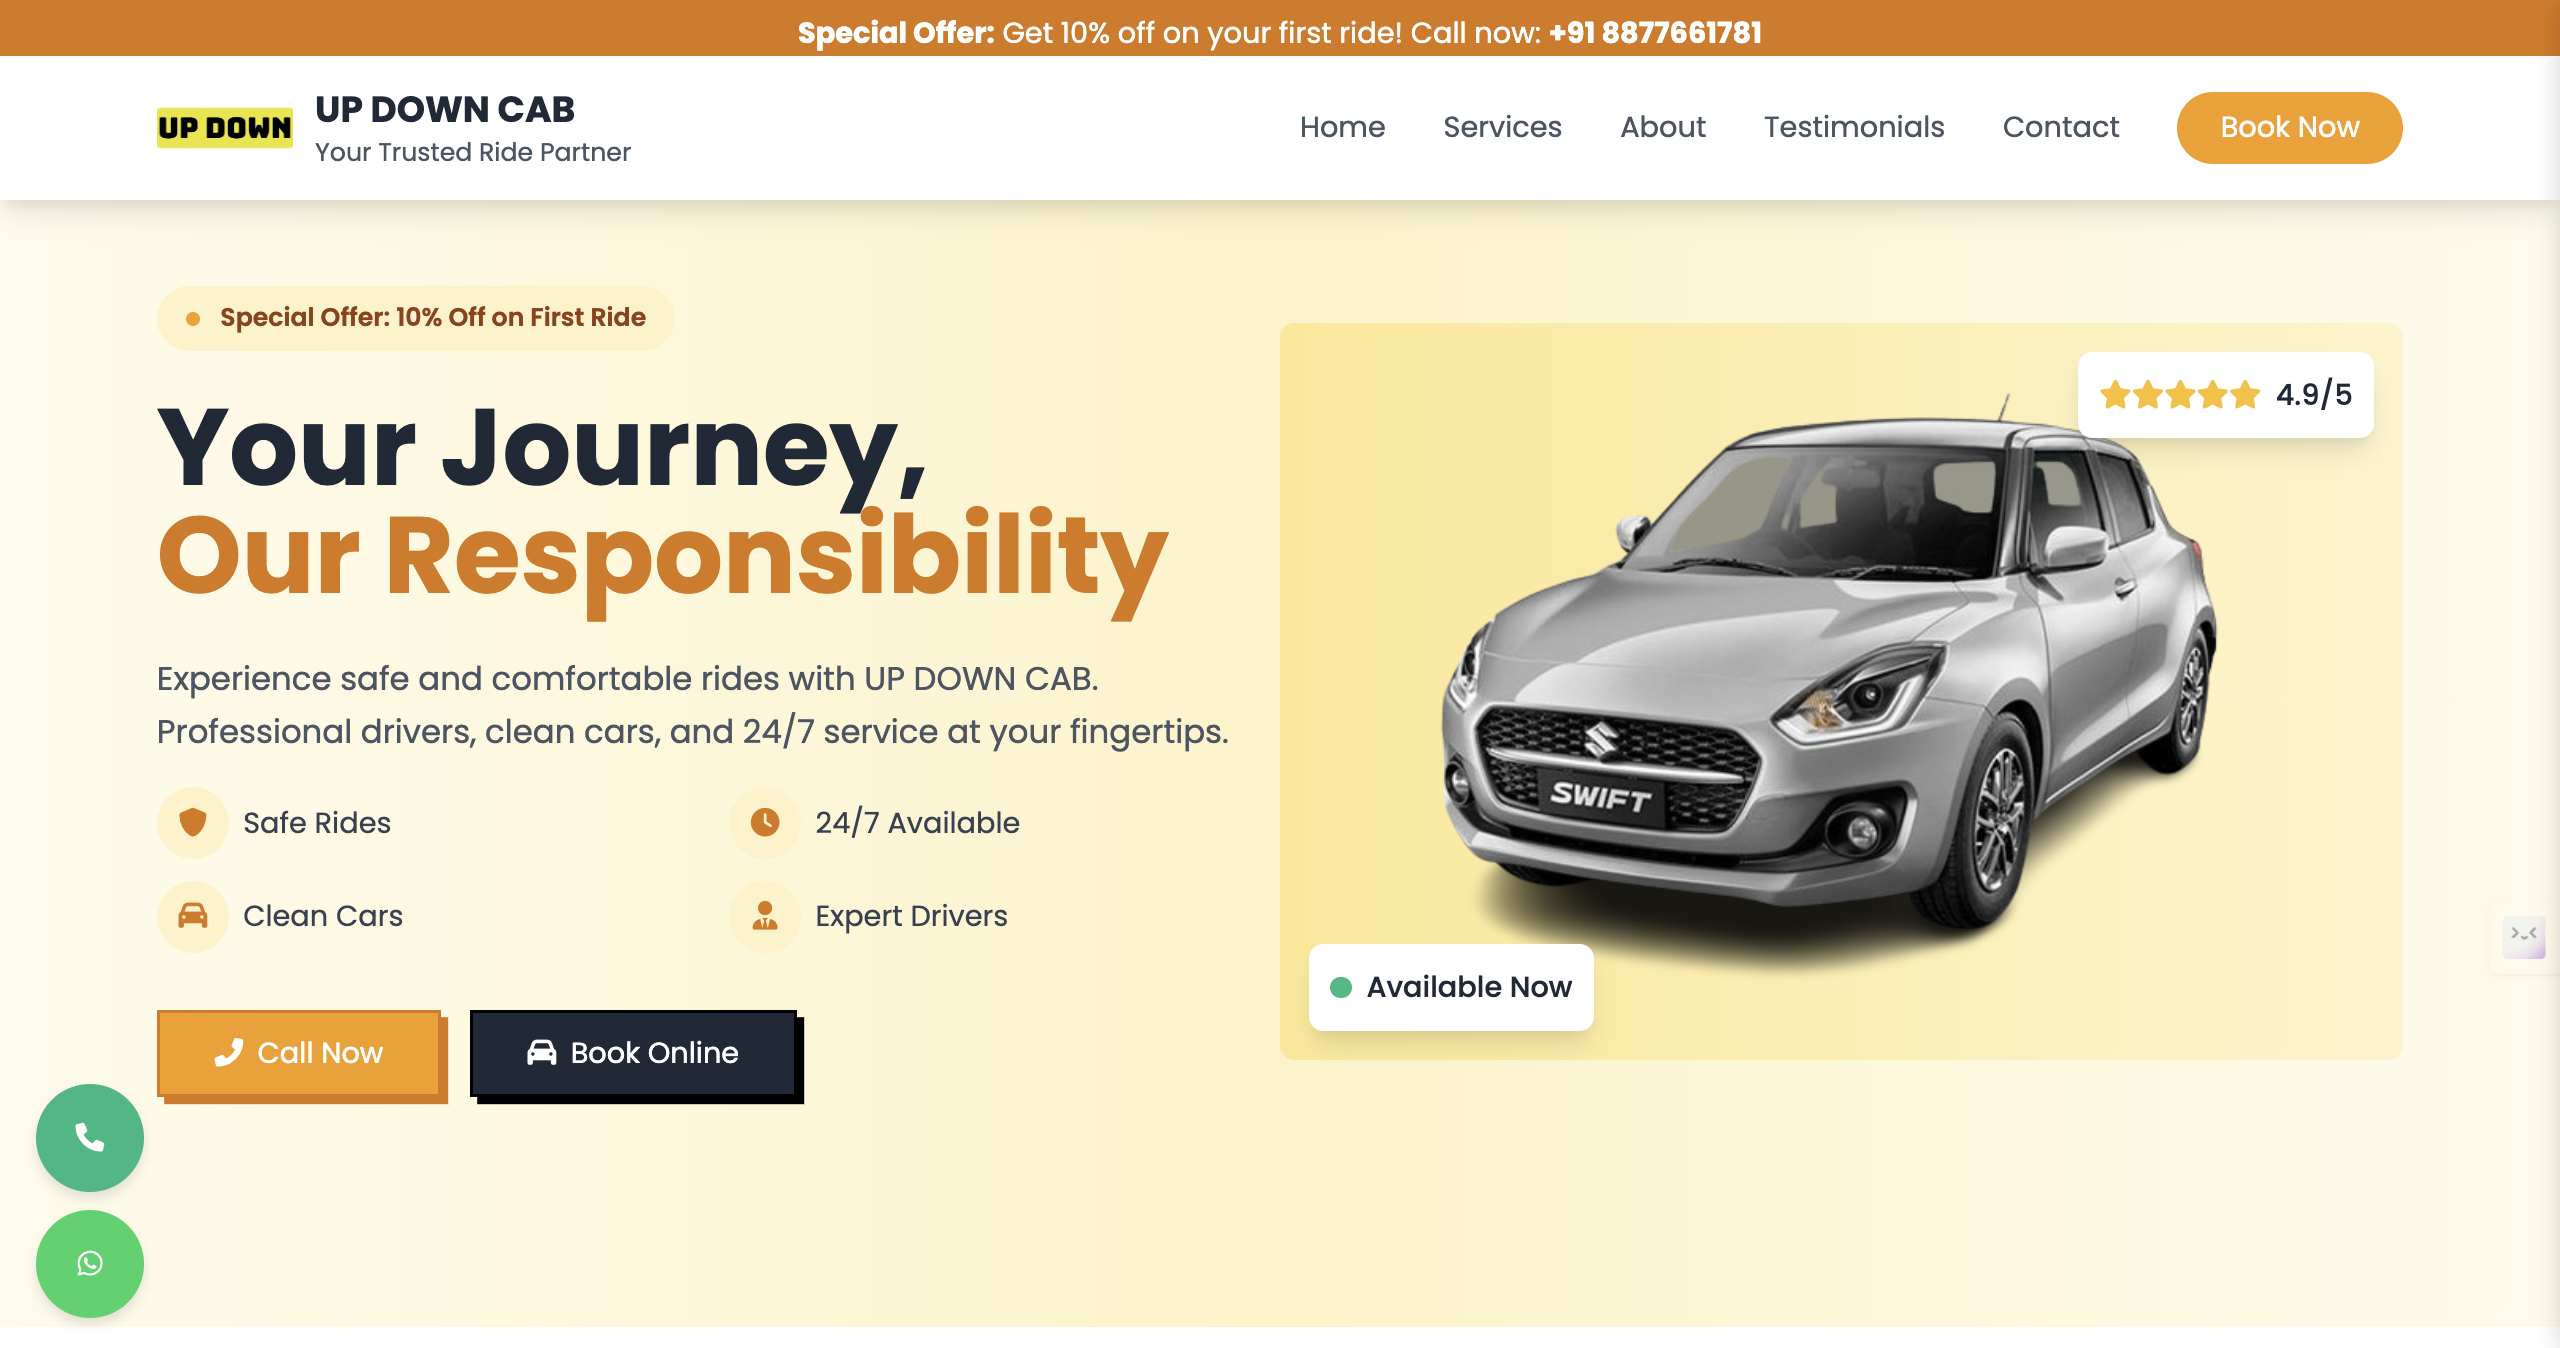 Special Offer: Get 10% off on your first ride! Call now: +91 8877661781
UP DOWN
UP DOWN CAB
Your Trusted Ride Partner
Home
Services
About
Testimonials
Contact
Book Now
Special Offer: 10% Off on First Ride
Your Journey,
Our Responsibility
Experience safe and comfortable rides with UP DOWN CAB.
Professional drivers, clean cars, and 24/7 service at your fingertips.
Safe Rides
24/7 Available
Clean Cars
Expert Drivers
Call Now
Book Online
4.9/5
SWIFT
Available Now